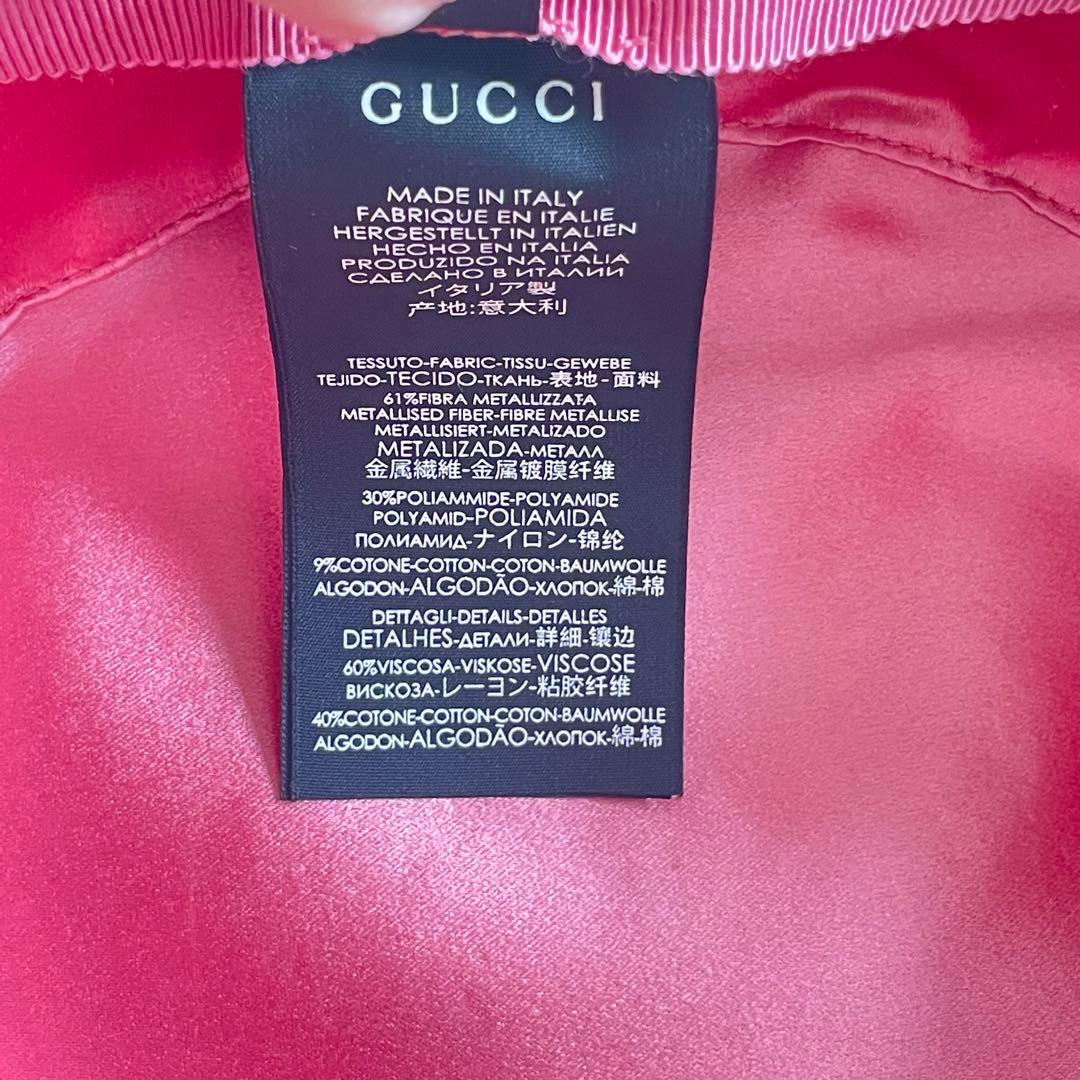 GUCCI
MADE IN ITALY
FABRIQUE EN ITALIE
HERGESTELLT IN ITALIEN
HECHO EN ITALIA
PRODUZIDO NA ITALIA
СДЕЛАНО В ИТАЛИИ
イタリア製
产地:意大利
TESSUTO-FABRIC-TISSU-GEWEBE
TEJIDO-TECIDO-ТКАНЬ-表地-面料
61%FIBRA METALLIZZATA
METALLISED FIBER-FIBRE METALLISE
METALLISIERT-METALIZADO
METALIZADA-МЕТАЛЛ
金属繊維-金属镀膜纤维
30%POLIAMMIDE-POLYAMIDE
POLYAMID-POLIAMIDA
ПОЛИАМИД-ナイロン-锦纶
9%COTONE-COTTON-COTON-BAUMWOLLE
ALGODON-ALGODÃO-ХЛОПОК-綿-棉
DETTAGLI-DETAILS-DETALLES
DETALHES-ДЕТАЛИ-詳細-镶边
60%VISCOSA-VISKOSE-VISCOSE
ВИСКОЗА-レーヨン-粘胶纤维
40%COTONE-COTTON-COTON-BAUMWOLLE
ALGODON-ALGODÃO-ХЛОПОК-綿-棉